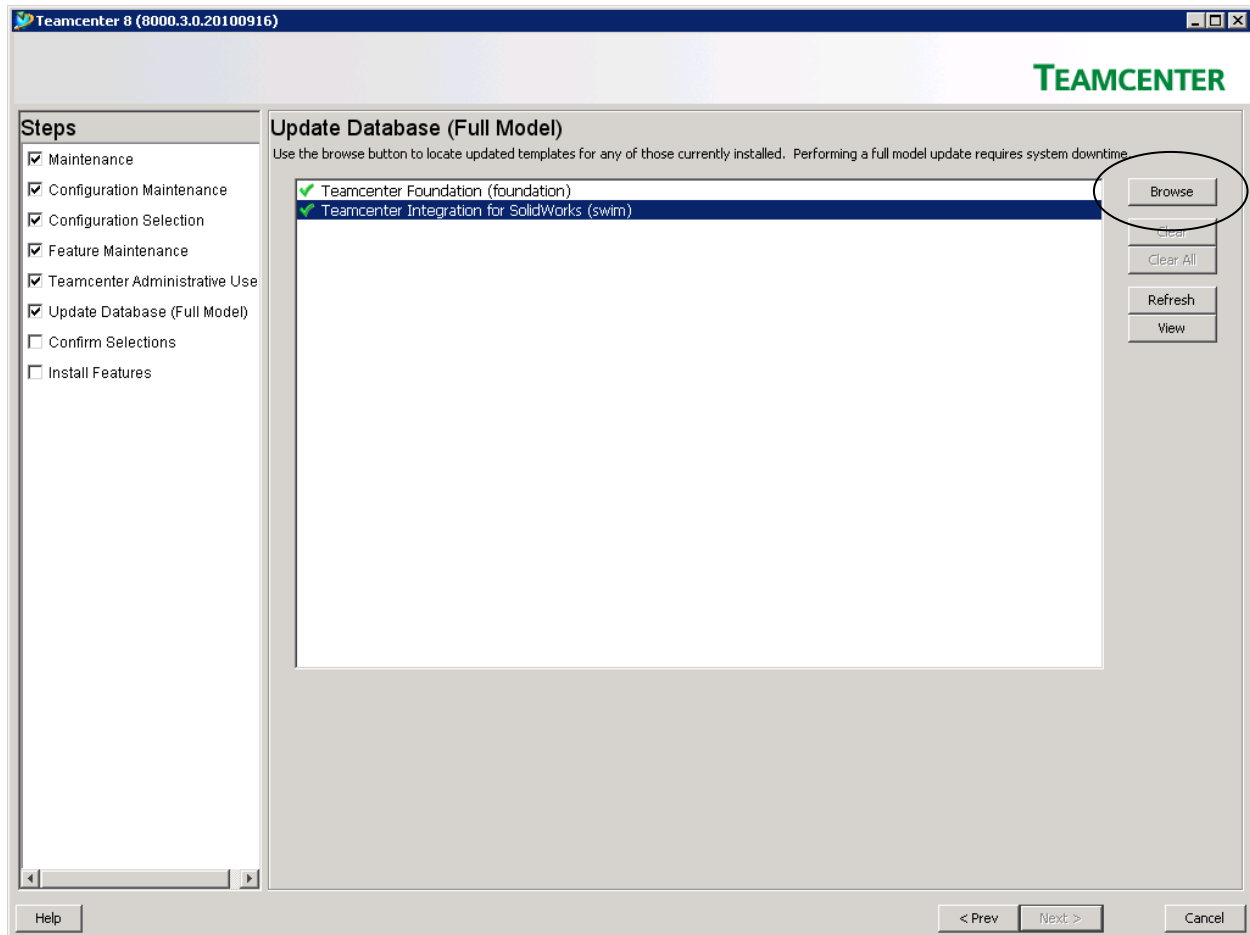 Teamcenter 8 (8000.3.0.20100916)
TEAMCENTER
Steps
Maintenance
Configuration Maintenance
Configuration Selection
Feature Maintenance
Teamcenter Administrative Use
Update Database (Full Model)
Confirm Selections
Install Features
Update Database (Full Model)
Use the browse button to locate updated templates for any of those currently installed. Performing a full model update requires system downtime.
Teamcenter Foundation (foundation)
Teamcenter Integration for SolidWorks (swim)
Browse
Clear
Clear All
Refresh
View
Help
< Prev
Next >
Cancel